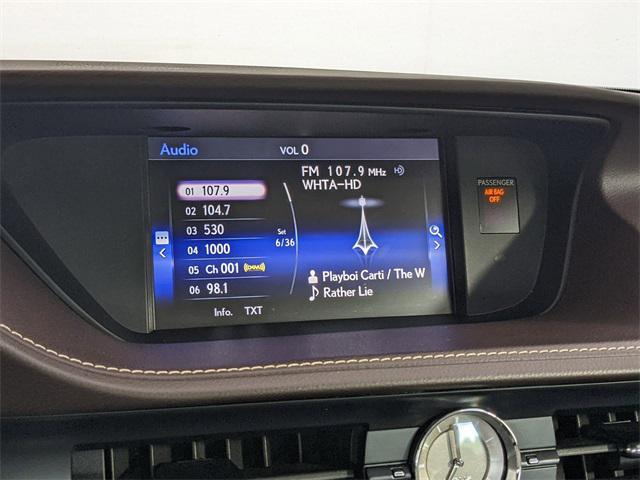 Audio
VOL 0
FM 107.9 MHz
WHTA-HD
01 107.9
02 104.7
03 530
04 1000
05 Ch 001 (XM)
06 98.1
Set
6/36
Playboi Carti / The W
Rather Lie
Info. TXT
PASSENGER
AIR BAG
OFF